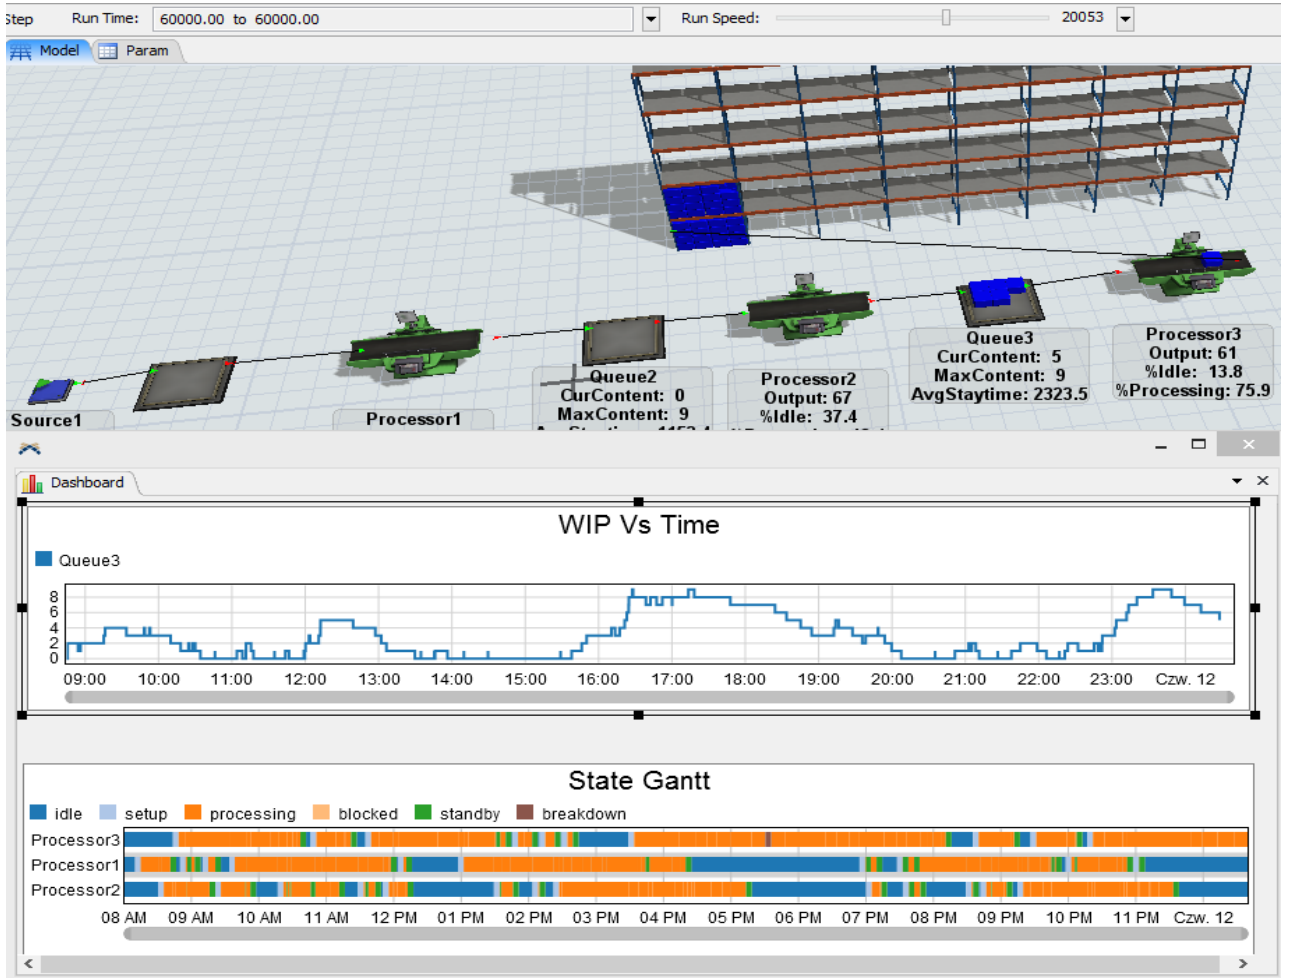 Step Run Time: 60000.00 to 60000.00 Run Speed: 20053
Model Param
Source1
Processor1
Queue2
CurContent: 0
MaxContent: 9
Processor2
Output: 67
%Idle: 37.4
Queue3
CurContent: 5
MaxContent: 9
AvgStaytime: 2323.5
Processor3
Output: 61
%Idle: 13.8
%Processing: 75.9
Dashboard
WIP Vs Time
Queue3
8
6
4
2
0
09:00 10:00 11:00 12:00 13:00 14:00 15:00 16:00 17:00 18:00 19:00 20:00 21:00 22:00 23:00 Czw. 12
State Gantt
idle setup processing blocked standby breakdown
Processor3
Processor1
Processor2
08 AM 09 AM 10 AM 11 AM 12 PM 01 PM 02 PM 03 PM 04 PM 05 PM 06 PM 07 PM 08 PM 09 PM 10 PM 11 PM Czw. 12